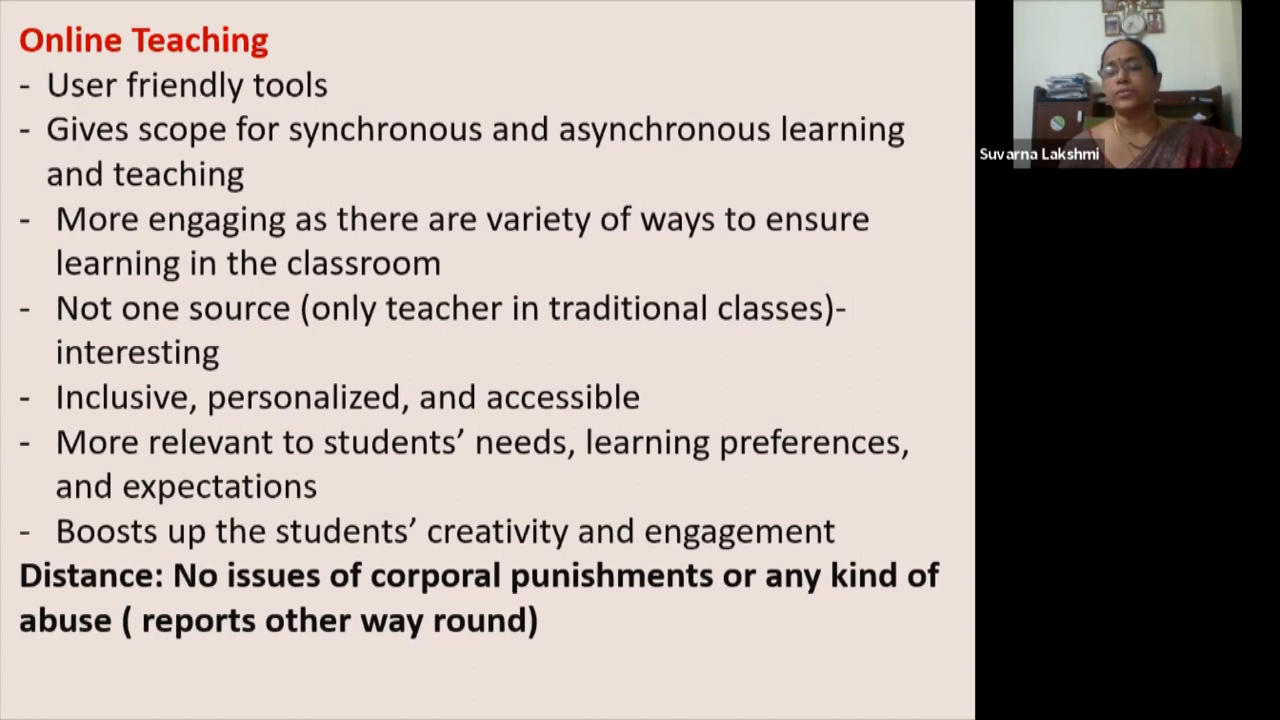 Online Teaching
- User friendly tools
- Gives scope for synchronous and asynchronous learning
and teaching
- More engaging as there are variety of ways to ensure
learning in the classroom
- Not one source (only teacher in traditional classes)-
interesting
- Inclusive, personalized, and accessible
- More relevant to students’ needs, learning preferences,
and expectations
- Boosts up the students’ creativity and engagement
Distance: No issues of corporal punishments or any kind of
abuse ( reports other way round)
Suvarna Lakshmi